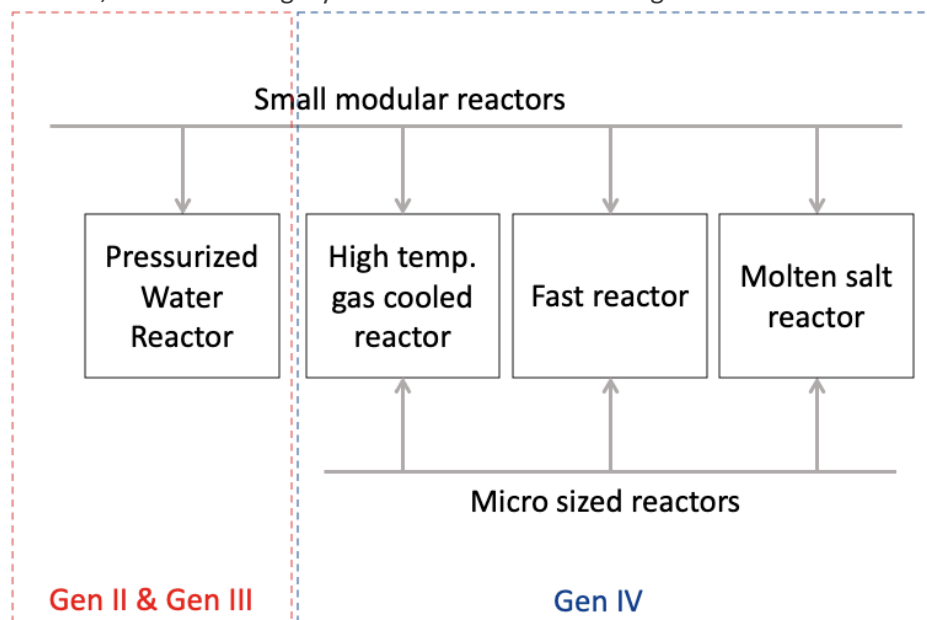 Small modular reactors
Pressurized
Water
Reactor
High temp.
gas cooled
reactor
Fast reactor
Molten salt
reactor
Micro sized reactors
Gen II & Gen III
Gen IV